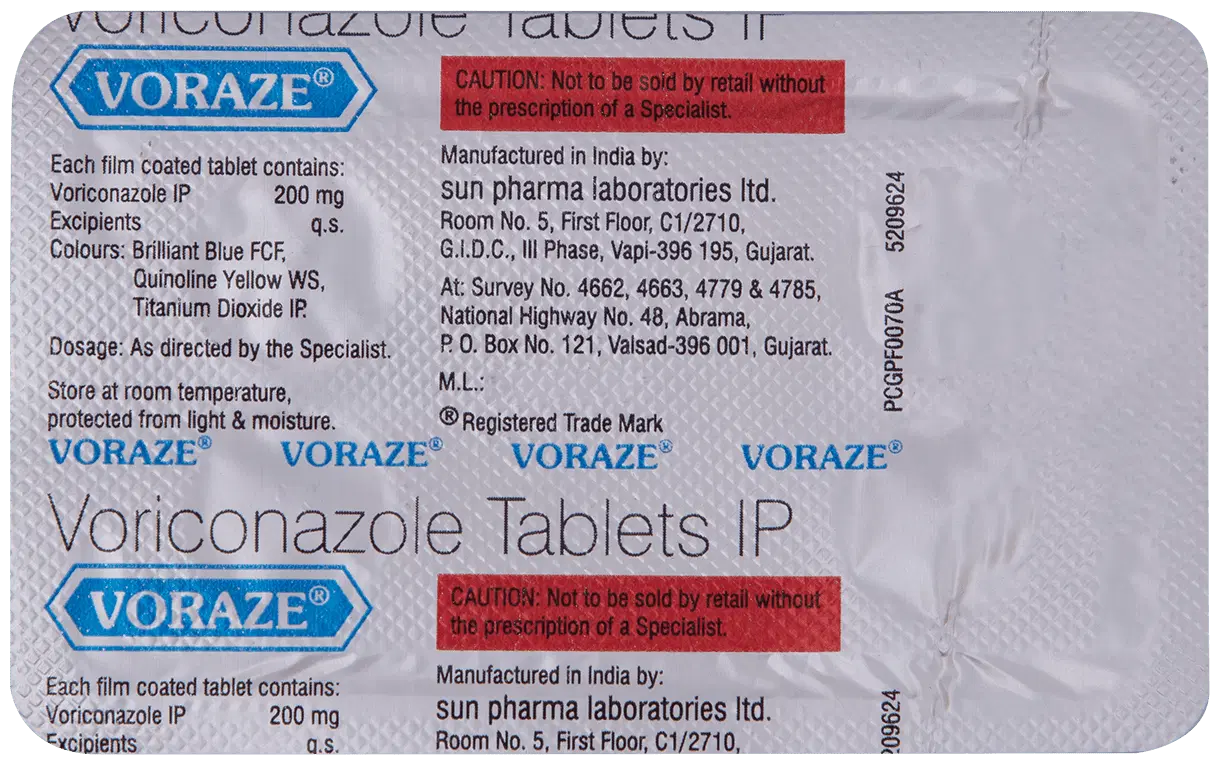 Voriconazole Tablets IP
VORAZE®
CAUTION: Not to be sold by retail without
the prescription of a Specialist.
Each film coated tablet contains:
Voriconazole IP 200 mg
Excipients q.s.
Colours: Brilliant Blue FCF,
Quinoline Yellow WS,
Titanium Dioxide IP.
Dosage: As directed by the Specialist.
Store at room temperature,
protected from light & moisture.
Manufactured in India by:
sun pharma laboratories ltd.
Room No. 5, First Floor, C1/2710,
G.I.D.C., III Phase, Vapi-396 195, Gujarat.
At: Survey No. 4662, 4663, 4779 & 4785,
National Highway No. 48, Abrama,
P. O. Box No. 121, Valsad-396 001, Gujarat.
M.L.:
® Registered Trade Mark
PCGPF0070A 5209624
VORAZE® VORAZE® VORAZE® VORAZE®
Voriconazole Tablets IP
VORAZE®
CAUTION: Not to be sold by retail without
the prescription of a Specialist.
Each film coated tablet contains:
Voriconazole IP 200 mg
Excipients q.s.
Manufactured in India by:
sun pharma laboratories ltd.
Room No. 5, First Floor, C1/2710,
209624